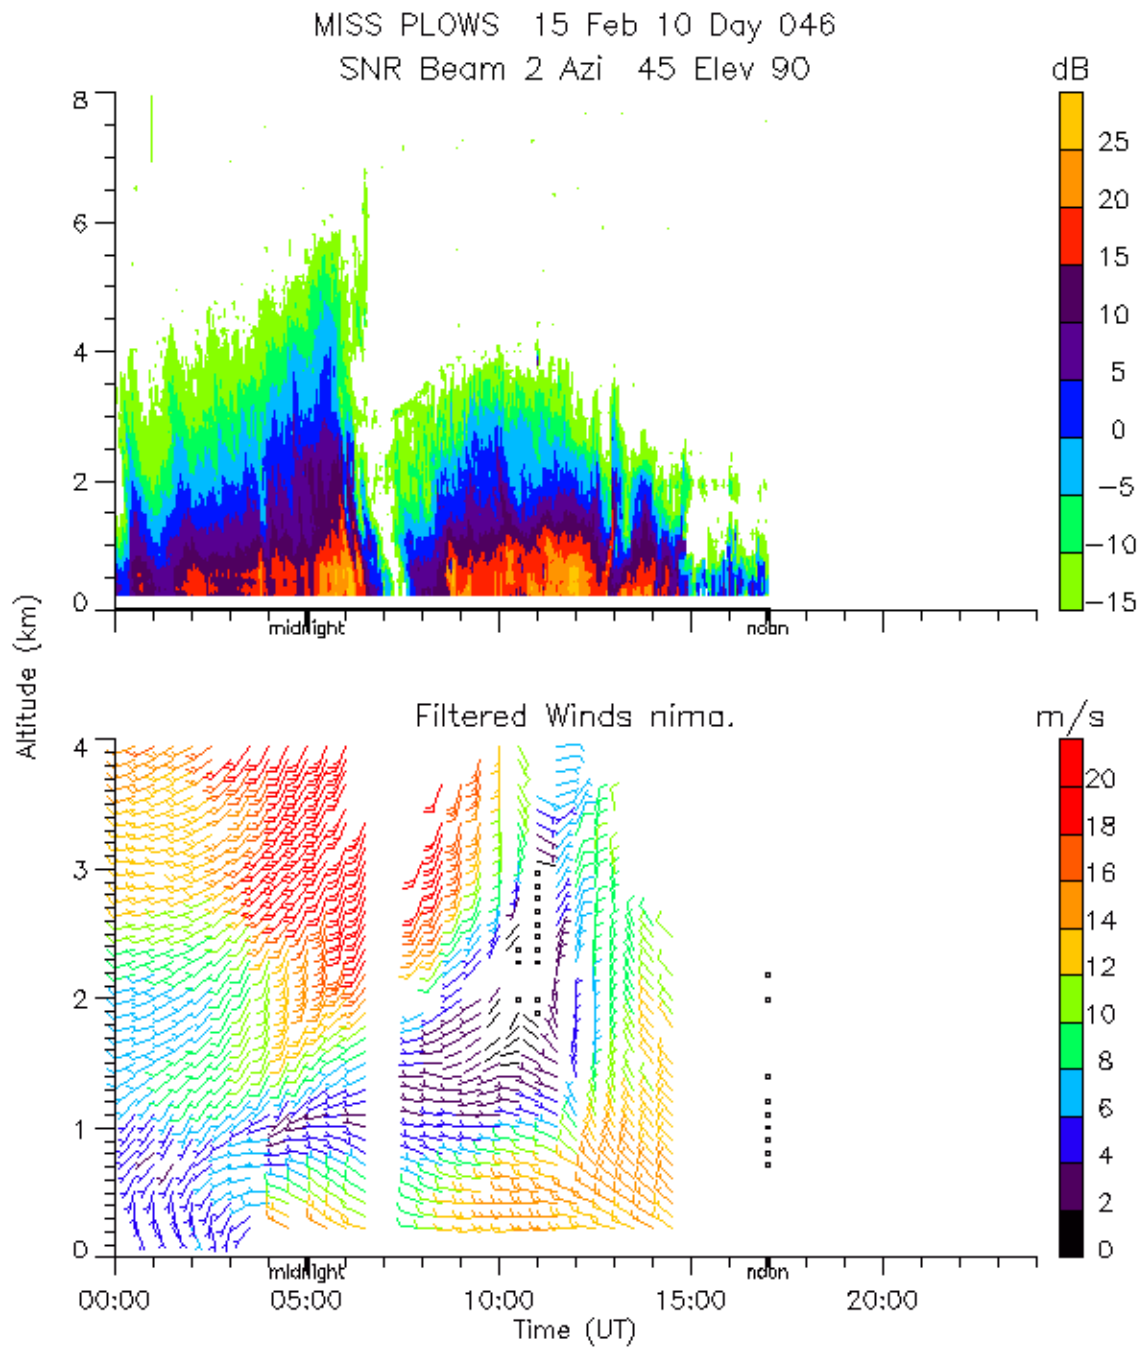 MISS PLOWS 15 Feb 10 Day 046
SNR Beam 2 Azi 45 Elev 90
dB
8
6
4
2
0
25
20
15
10
5
0
−5
−10
−15
midnight
noon
Altitude (km)
Filtered Winds nima.
m/s
4
3
2
1
0
20
18
16
14
12
10
8
6
4
2
0
midnight
noon
00:00 05:00 10:00 15:00 20:00
Time (UT)